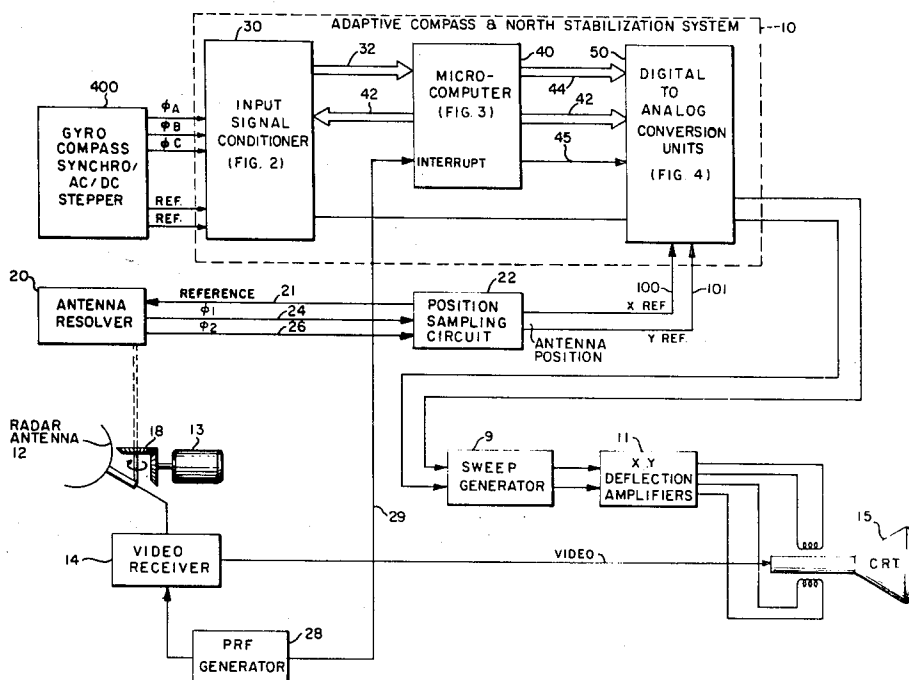 ADAPTIVE COMPASS & NORTH STABILIZATION SYSTEM
10
30
INPUT
SIGNAL
CONDITIONER
(FIG. 2)
32
42
40
MICRO-
COMPUTER
(FIG. 3)
INTERRUPT
44
42
45
50
DIGITAL
TO
ANALOG
CONVERSION
UNITS
(FIG. 4)
400
GYRO
COMPASS
SYNCHRO/
AC/DC
STEPPER
ϕA
ϕB
ϕC
REF.
REF.
20
ANTENNA
RESOLVER
REFERENCE
21
ϕ1
24
ϕ2
26
22
POSITION
SAMPLING
CIRCUIT
100
101
X REF.
Y REF.
ANTENNA
POSITION
RADAR
ANTENNA
12
18
13
9
SWEEP
GENERATOR
11
X Y
DEFLECTION
AMPLIFIERS
29
15
C.R.T.
14
VIDEO
RECEIVER
VIDEO
PRF
GENERATOR
28